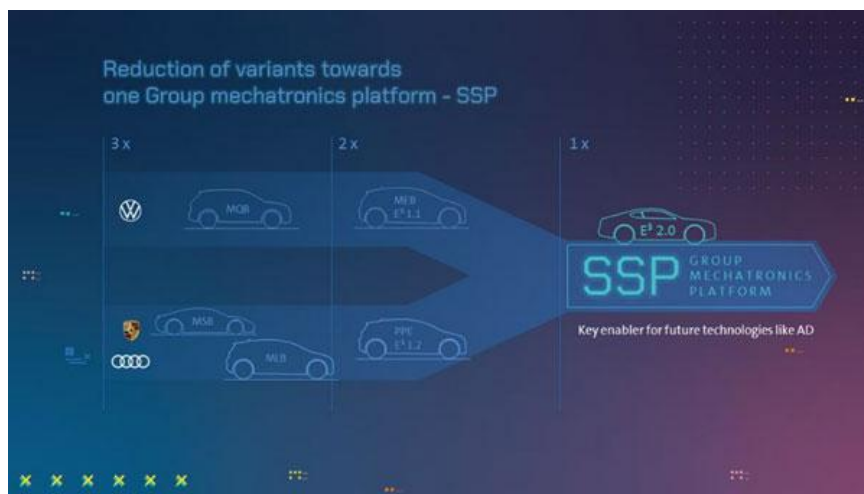 Reduction of variants towards
one Group mechatronics platform - SSP
3 x
2 x
1 x
MQB
MEB
E³ 1.1
E³ 2.0
SSP
GROUP
MECHATRONICS
PLATFORM
MSB
MLB
PPE
E³ 1.2
Key enabler for future technologies like AD